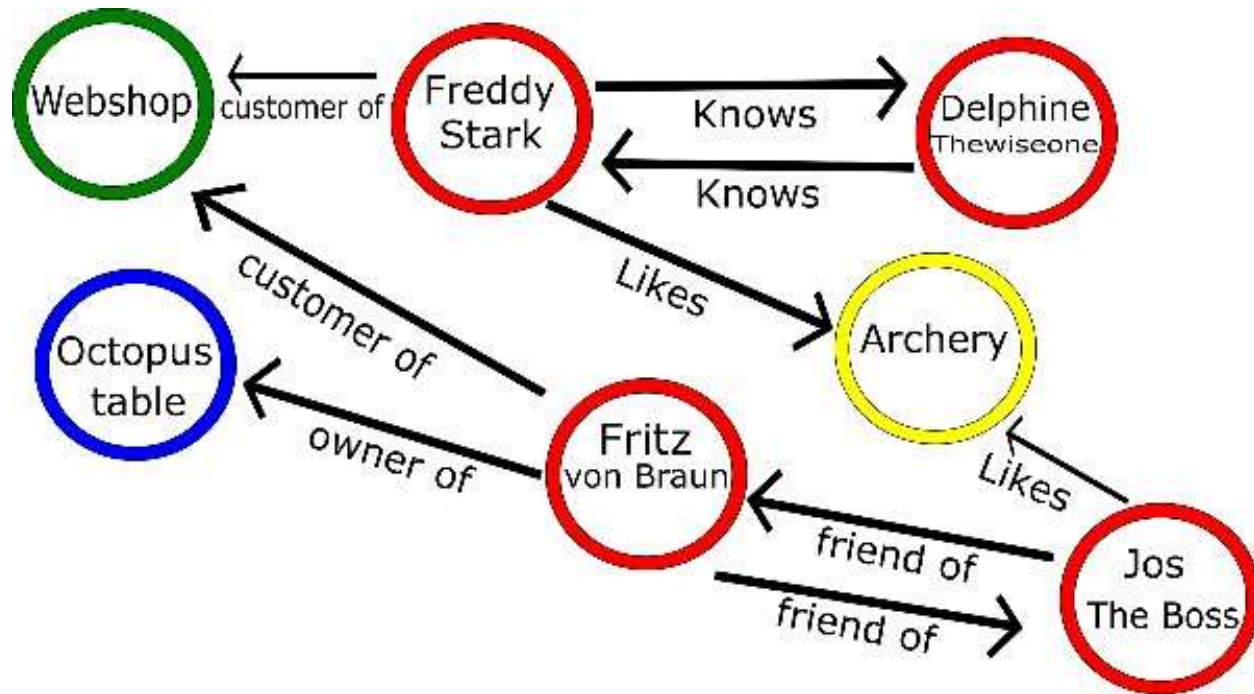 Webshop
customer of
Freddy
Stark
Knows
Knows
Delphine
Thewiseone
customer of
Likes
Archery
Octopus
table
owner of
Fritz
von Braun
Likes
friend of
friend of
Jos
The Boss